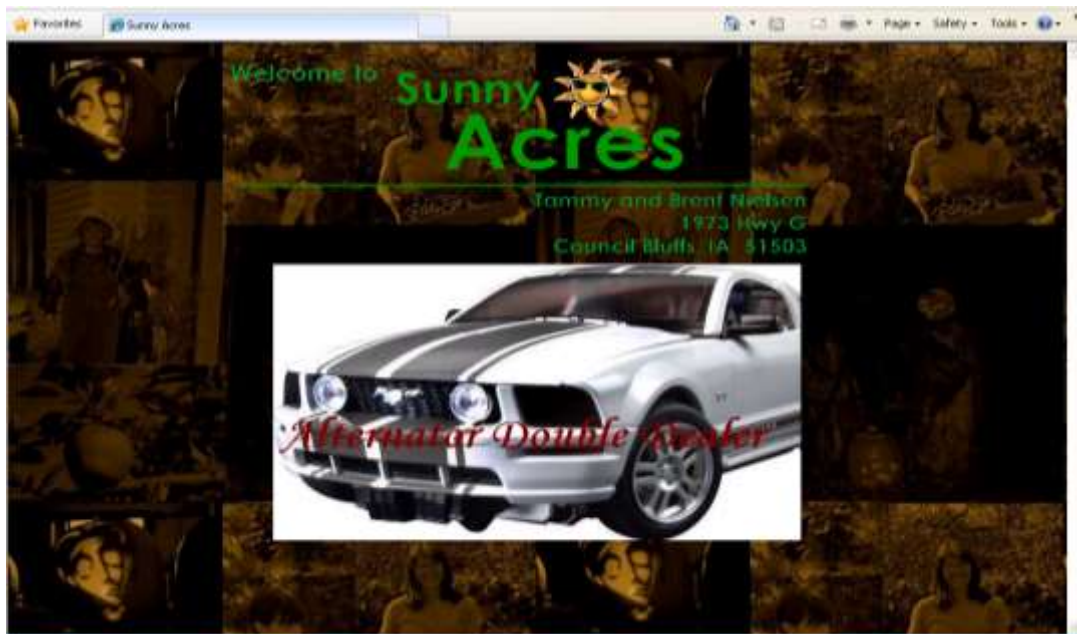 Favorites
Sunny Acres
Page
Safety
Tools
Welcome to
Sunny
Acres
Tammy and Brent Nielsen
1973 Hwy G
Council Bluffs, IA 51503
"Alternatar Double Dealer"